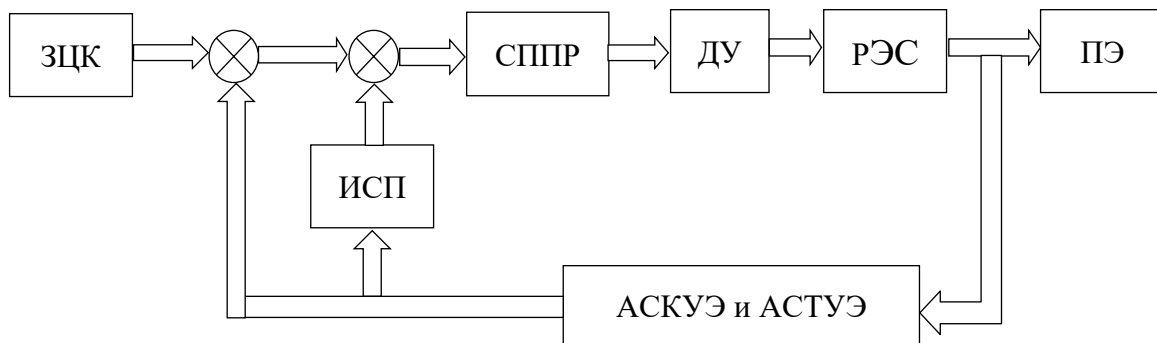 ЗЦК
СППР
ДУ
РЭС
ПЭ
ИСП
АСКУЭ и АСТУЭ